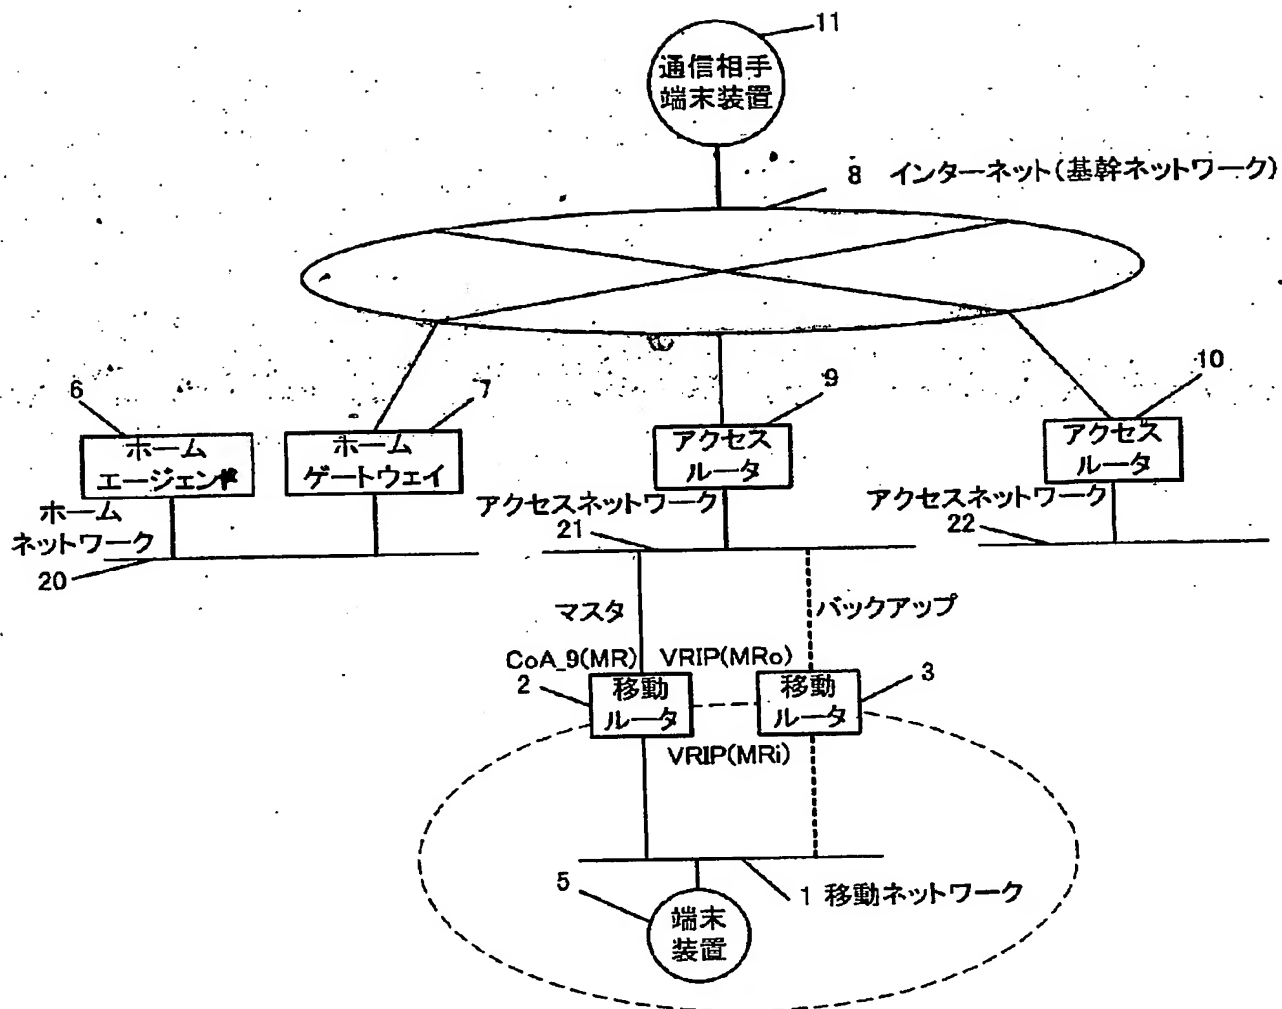 11
通信相手
端末装置
8 インターネット(基幹ネットワーク)
6
7
9
10
ホーム
エージェント
ホーム
ゲートウェイ
アクセス
ルータ
アクセス
ルータ
ホーム
ネットワーク
20
アクセスネットワーク
21
アクセスネットワーク
22
マスタ
バックアップ
CoA_9(MR)
VRIP(MRo)
2
3
移動
ルータ
移動
ルータ
VRIP(MRi)
5
1 移動ネットワーク
端末
装置